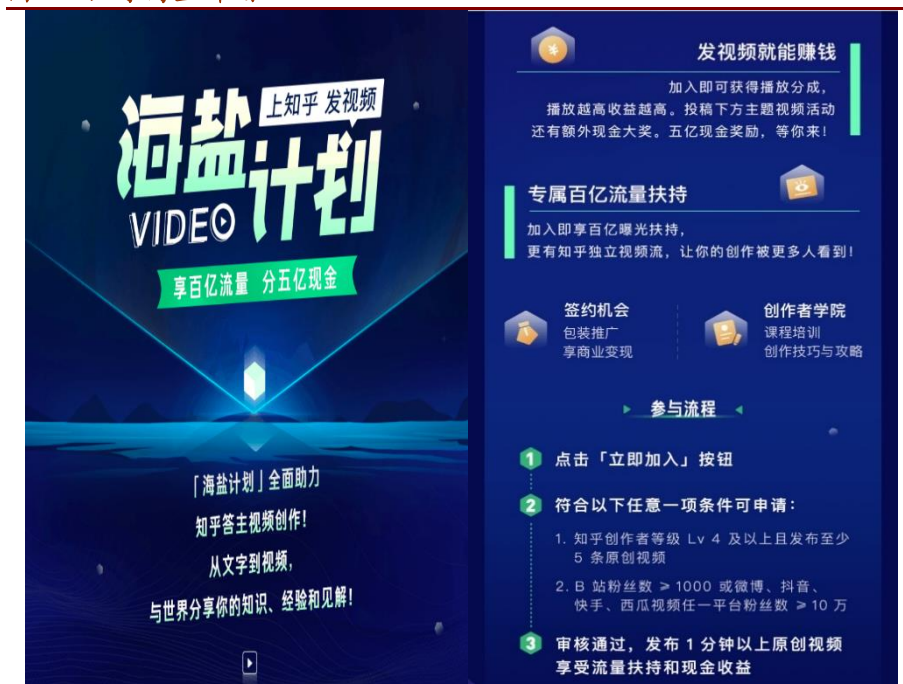 海盐
计划
上知乎 发视频
VIDEO
享百亿流量 分五亿现金
「海盐计划」全面助力
知乎答主视频创作！
从文字到视频，
与世界分享你的知识、经验和见解！
发视频就能赚钱
加入即可获得播放分成，
播放越高收益越高。投稿下方主题视频活动
还有额外现金大奖。五亿现金奖励，等你来！
专属百亿流量扶持
加入即享百亿曝光扶持，
更有知乎独立视频流，让你的创作被更多人看到！
签约机会
包装推广
享商业变现
创作者学院
课程培训
创作技巧与攻略
参与流程
1 点击「立即加入」按钮
2 符合以下任意一项条件可申请：
1. 知乎创作者等级 Lv 4 及以上且发布至少
5 条原创视频
2. B 站粉丝数 ≥ 1000 或微博、抖音、
快手、西瓜视频任一平台粉丝数 ≥ 10 万
3 审核通过，发布 1 分钟以上原创视频
享受流量扶持和现金收益